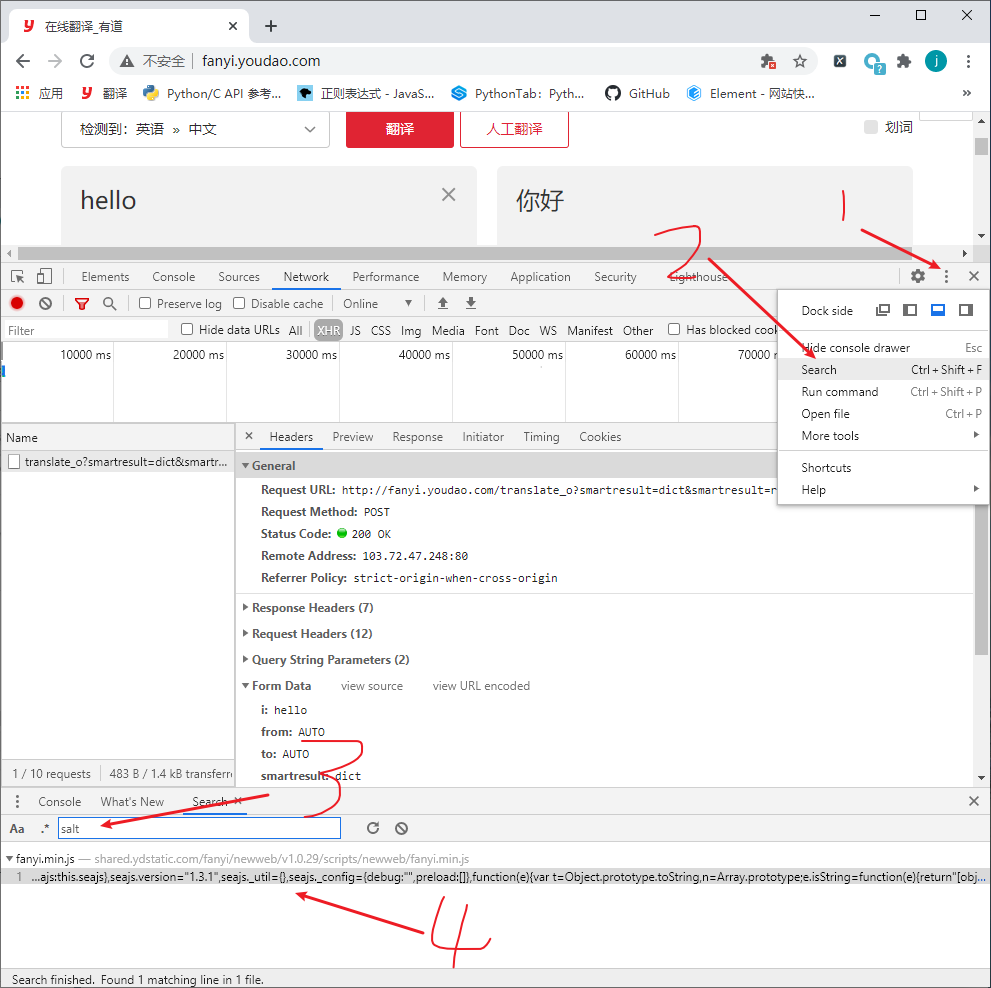 在线翻译_有道
不安全 fanyi.youdao.com
应用 翻译 Python/C API 参考... 正则表达式 - JavaS... PythonTab：Pyth... GitHub Element - 网站快... »
检测到：英语 » 中文 翻译 人工翻译 划词
hello 你好
1
2
Elements Console Sources Network Performance Memory Application Security Lighthouse
Preserve log Disable cache Online
Filter Hide data URLs All XHR JS CSS Img Media Font Doc WS Manifest Other Has blocked cook
10000 ms 20000 ms 30000 ms 40000 ms 50000 ms 60000 ms 70000
Dock side
Hide console drawer Esc
Search Ctrl + Shift + F
Run command Ctrl + Shift + P
Open file Ctrl + P
More tools
Shortcuts
Help
Name
translate_o?smartresult=dict&smartr...
Headers Preview Response Initiator Timing Cookies
General
Request URL: http://fanyi.youdao.com/translate_o?smartresult=dict&smartresult=r
Request Method: POST
Status Code: 200 OK
Remote Address: 103.72.47.248:80
Referrer Policy: strict-origin-when-cross-origin
Response Headers (7)
Request Headers (12)
Query String Parameters (2)
Form Data view source view URL encoded
i: hello
from: AUTO
to: AUTO
smartresult: dict
3
1 / 10 requests 483 B / 1.4 kB transferre
Console What's New Search
Aa .* salt
fanyi.min.js — shared.ydstatic.com/fanyi/newweb/v1.0.29/scripts/newweb/fanyi.min.js
1 ...ajs:this.seajs},seajs.version="1.3.1",seajs._util={},seajs._config={debug:"",preload:[]},function(e){var t=Object.prototype.toString,n=Array.prototype;e.isString=function(e){return"[obj...
4
Search finished. Found 1 matching line in 1 file.